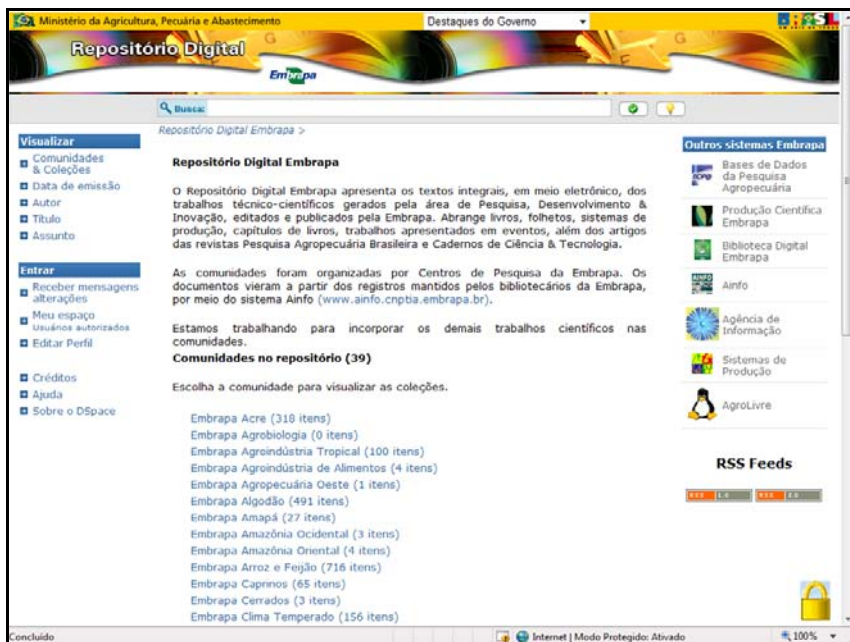 Ministério da Agricultura, Pecuária e Abastecimento
Destaques do Governo
BRASIL
Repositório Digital
Embrapa
Busca:
Repositório Digital Embrapa >
Visualizar
Comunidades
& Coleções
Data de emissão
Autor
Título
Assunto
Entrar
Receber mensagens
alterações
Meu espaço
Usuários autorizados
Editar Perfil
Créditos
Ajuda
Sobre o DSpace
Repositório Digital Embrapa
O Repositório Digital Embrapa apresenta os textos integrais, em meio eletrônico, dos
trabalhos técnico-científicos gerados pela área de Pesquisa, Desenvolvimento &
Inovação, editados e publicados pela Embrapa. Abrange livros, folhetos, sistemas de
produção, capítulos de livros, trabalhos apresentados em eventos, além dos artigos
das revistas Pesquisa Agropecuária Brasileira e Cadernos de Ciência & Tecnologia.
As comunidades foram organizadas por Centros de Pesquisa da Embrapa. Os
documentos vieram a partir dos registros mantidos pelos bibliotecários da Embrapa,
por meio do sistema Ainfo (www.ainfo.cnptia.embrapa.br).
Estamos trabalhando para incorporar os demais trabalhos científicos nas
comunidades.
Comunidades no repositório (39)
Escolha a comunidade para visualizar as coleções.
Embrapa Acre (318 itens)
Embrapa Agrobiologia (0 itens)
Embrapa Agroindústria Tropical (100 itens)
Embrapa Agroindústria de Alimentos (4 itens)
Embrapa Agropecuária Oeste (1 itens)
Embrapa Algodão (491 itens)
Embrapa Amapá (27 itens)
Embrapa Amazônia Ocidental (3 itens)
Embrapa Amazônia Oriental (4 itens)
Embrapa Arroz e Feijão (716 itens)
Embrapa Caprinos (65 itens)
Embrapa Cerrados (3 itens)
Embrapa Clima Temperado (156 itens)
Outros sistemas Embrapa
Bases de Dados
da Pesquisa
Agropecuária
Produção Científica
Embrapa
Biblioteca Digital
Embrapa
AINFO
Ainfo
Agência de
Informação
Sistemas de
Produção
AgroLivre
RSS Feeds
RSS 1.0
RSS 2.0
Concluído
Internet | Modo Protegido: Ativado
100%